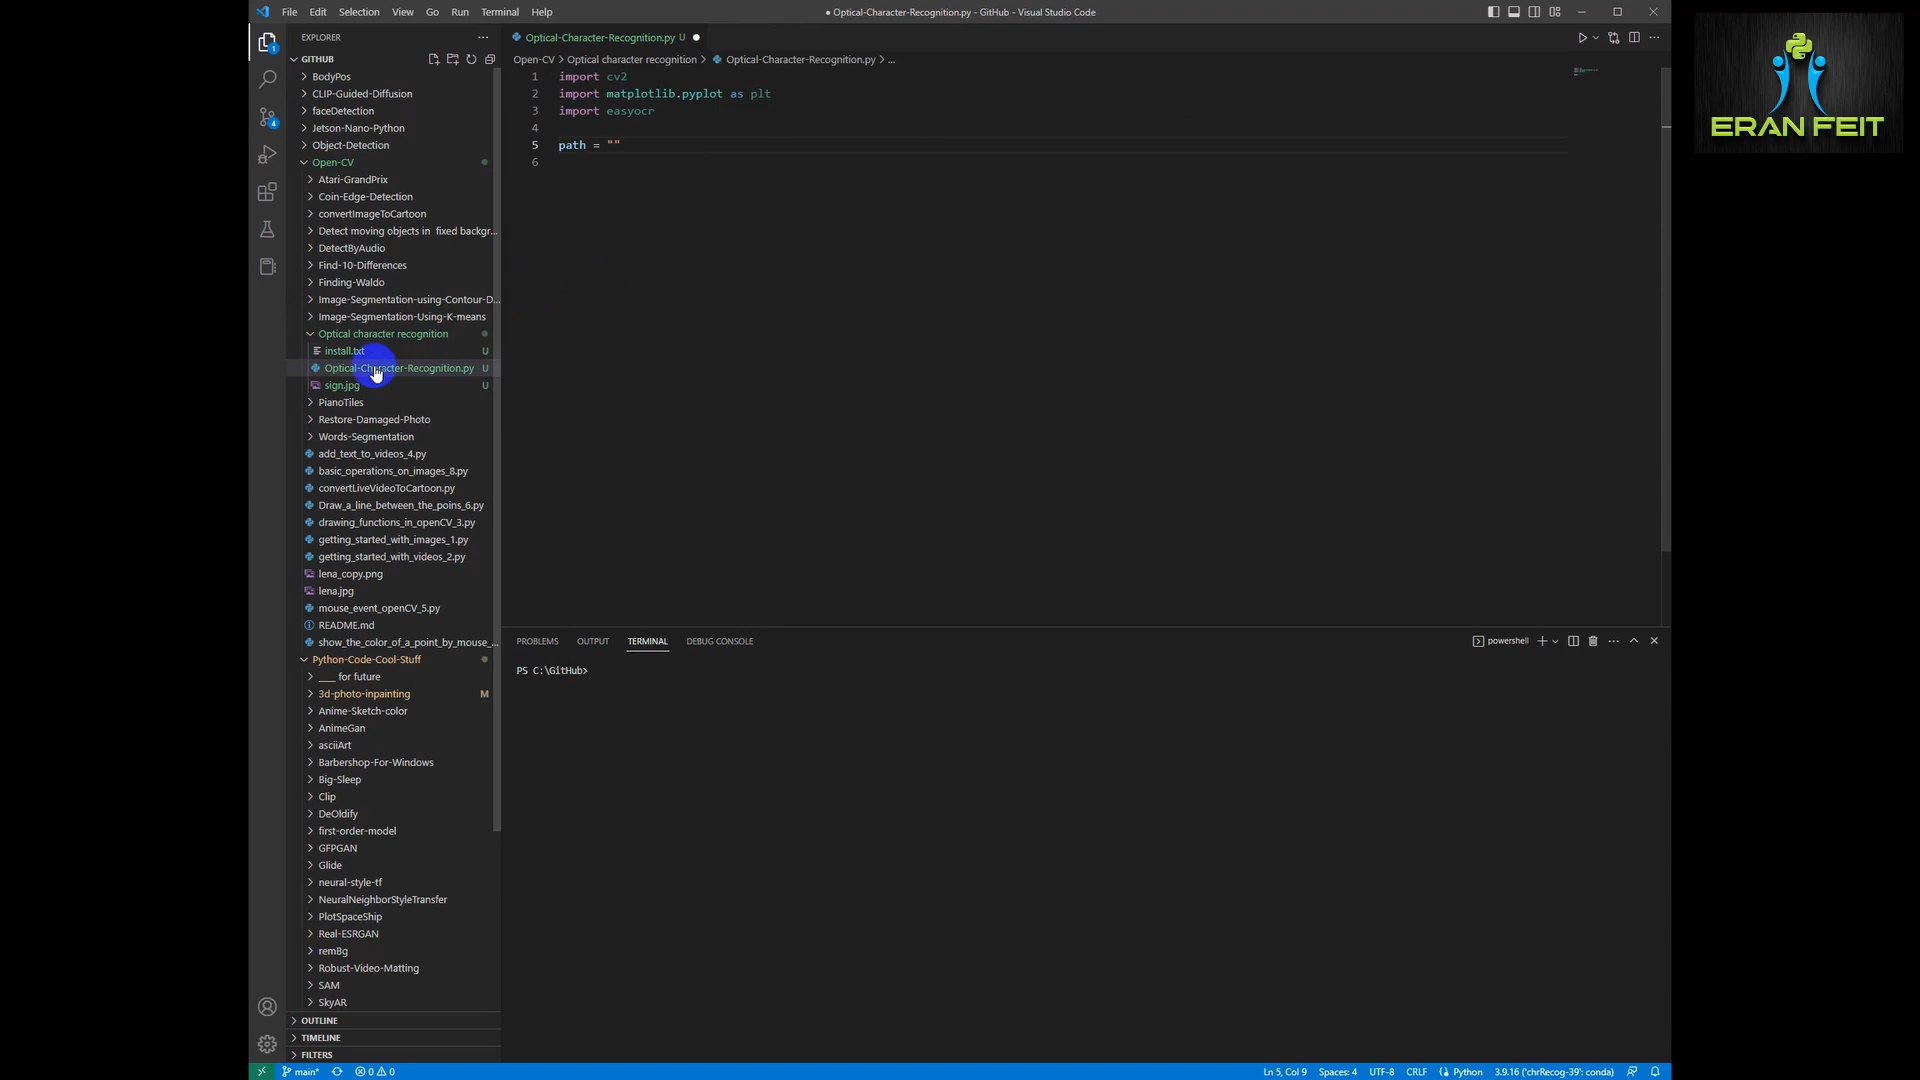 File Edit Selection View Go Run Terminal Help
● Optical-Character-Recognition.py - GitHub - Visual Studio Code
EXPLORER
GITHUB
BodyPos
CLIP-Guided-Diffusion
faceDetection
Jetson-Nano-Python
Object-Detection
Open-CV
Atari-GrandPrix
Coin-Edge-Detection
convertImageToCartoon
Detect moving objects in fixed backgr...
DetectByAudio
Find-10-Differences
Finding-Waldo
Image-Segmentation-using-Contour-D...
Image-Segmentation-Using-K-means
Optical character recognition
install.txt U
Optical-Character-Recognition.py U
sign.jpg U
PianoTiles
Restore-Damaged-Photo
Words-Segmentation
add_text_to_videos_4.py
basic_operations_on_images_8.py
convertLiveVideoToCartoon.py
Draw_a_line_between_the_poins_6.py
drawing_functions_in_openCV_3.py
getting_started_with_images_1.py
getting_started_with_videos_2.py
lena_copy.png
lena.jpg
mouse_event_openCV_5.py
README.md
show_the_color_of_a_point_by_mouse_...
Python-Code-Cool-Stuff
___ for future
3d-photo-inpainting M
Anime-Sketch-color
AnimeGan
asciiArt
Barbershop-For-Windows
Big-Sleep
Clip
DeOldify
first-order-model
GFPGAN
Glide
neural-style-tf
NeuralNeighborStyleTransfer
PlotSpaceShip
Real-ESRGAN
remBg
Robust-Video-Matting
SAM
SkyAR
OUTLINE
TIMELINE
FILTERS
1
4
Optical-Character-Recognition.py U ●
Open-CV > Optical character recognition > Optical-Character-Recognition.py > ...
1 import cv2
2 import matplotlib.pyplot as plt
3 import easyocr
4
5 path = ""
6
PROBLEMS OUTPUT TERMINAL DEBUG CONSOLE
powershell
PS C:\GitHub>
main* 0 0
Ln 5, Col 9 Spaces: 4 UTF-8 CRLF Python 3.9.16 ('chrRecog-39': conda)
ERAN FEIT